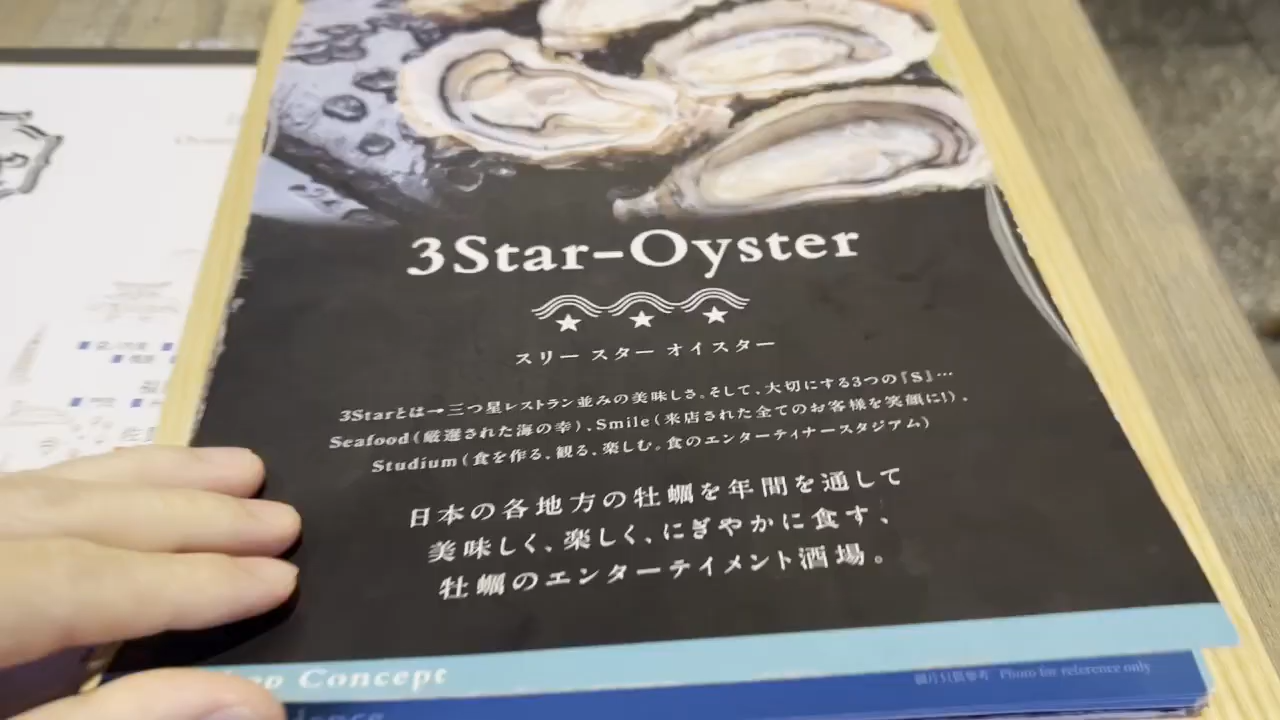 3Star-Oyster
スリー スター オイスター
3Starとは→三つ星レストラン並みの美味しさ。そして、大切にする3つの『S』…
Seafood（厳選された海の幸）、Smile（来店された全てのお客様を笑顔に!）、
Studium（食を作る、観る、楽しむ。食のエンターティナースタジアム）
日本の各地方の牡蠣を年間を通して
美味しく、楽しく、にぎやかに食す、
牡蠣のエンターテイメント酒場。
Concept
Photo for reference only